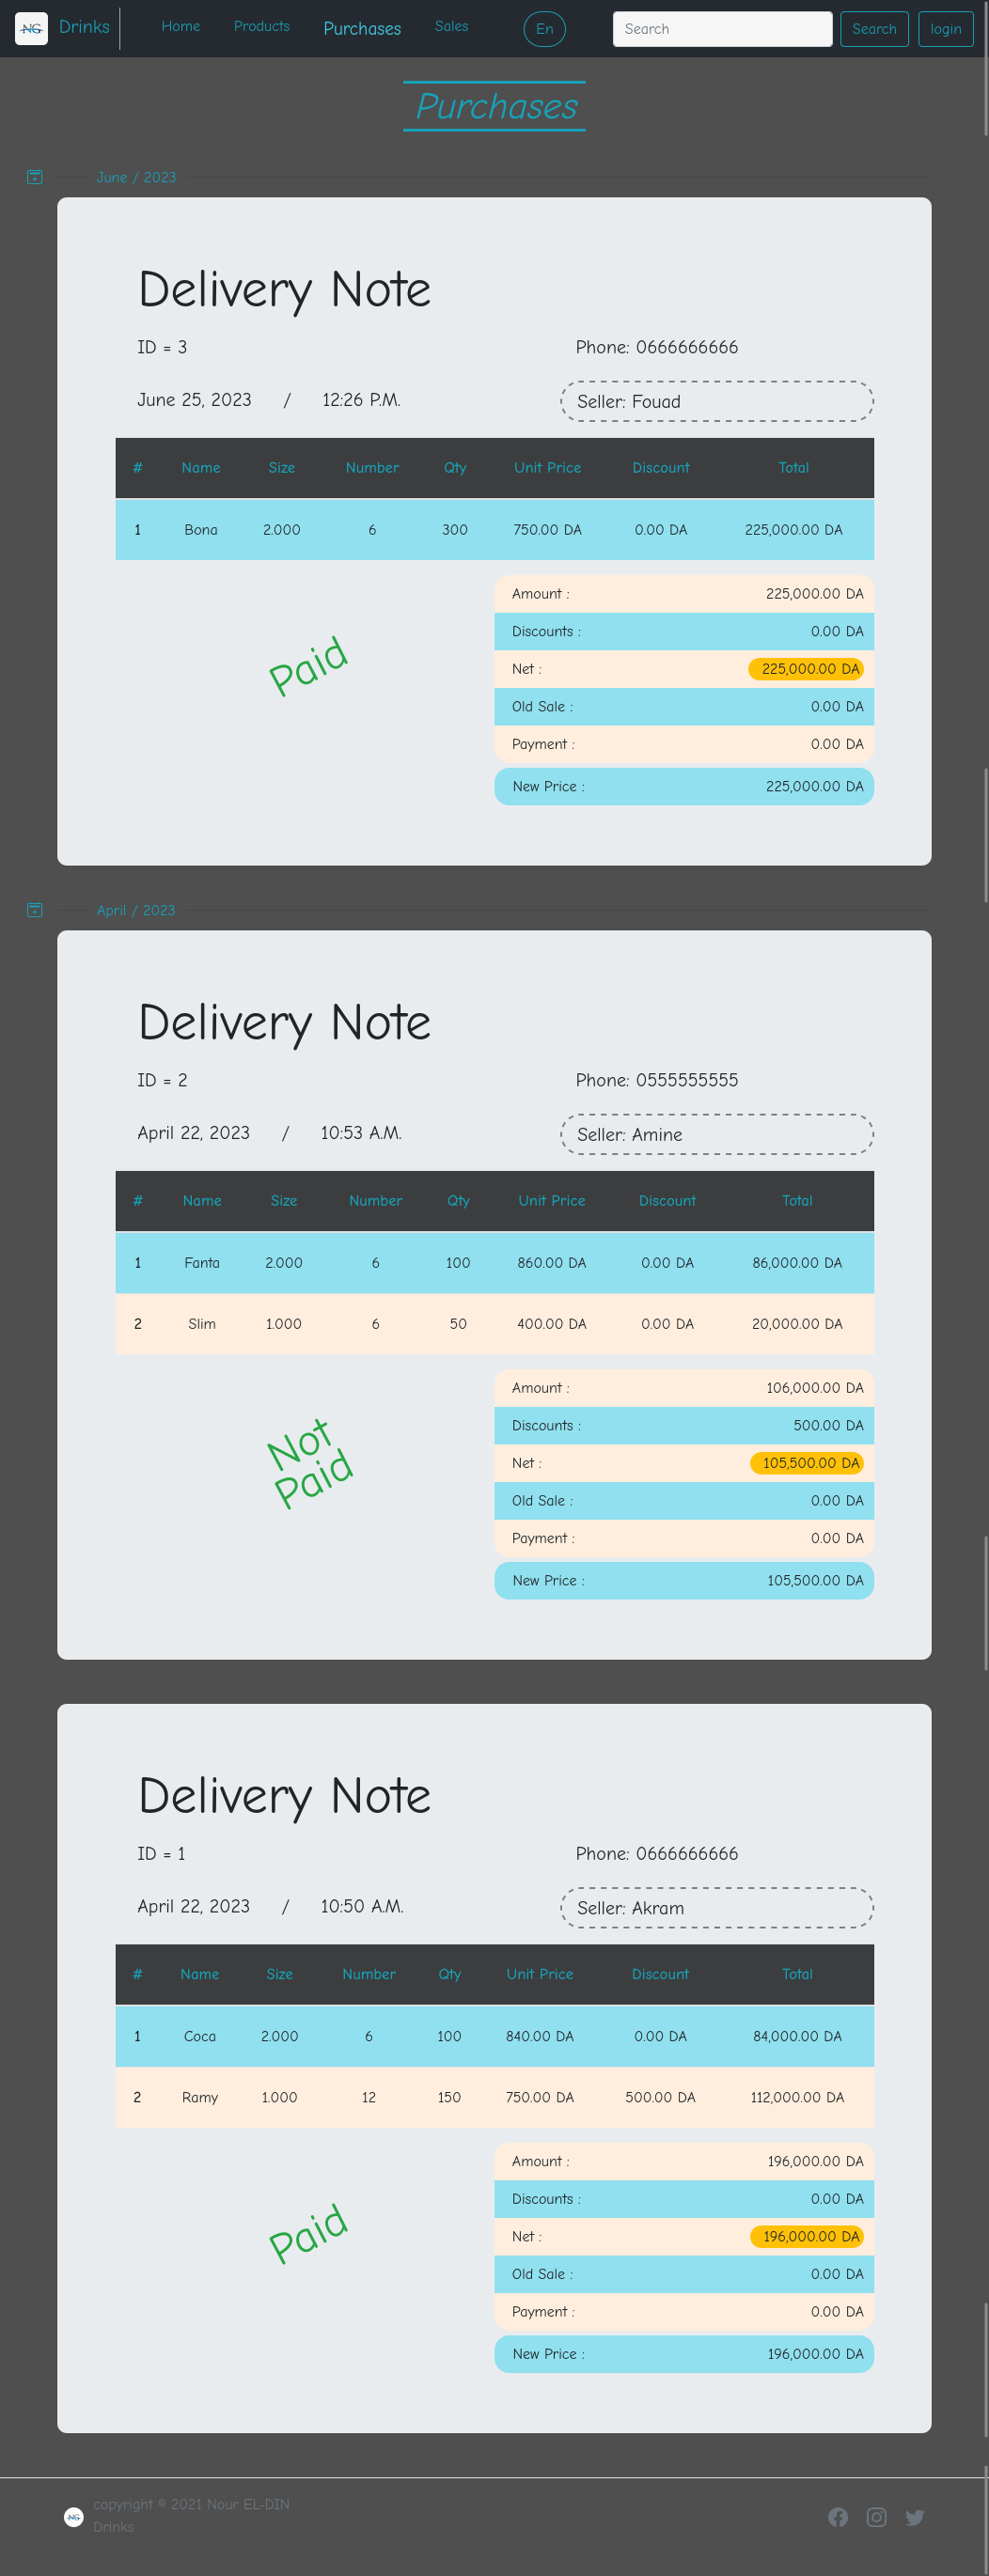 NG Drinks Home Products Purchases Sales En Search Search login
Purchases
June / 2023
Delivery Note
ID = 3 Phone: 0666666666
June 25, 2023 / 12:26 P.M. Seller: Fouad
# Name Size Number Qty Unit Price Discount Total
1 Bona 2.000 6 300 750.00 DA 0.00 DA 225,000.00 DA
Amount : 225,000.00 DA
Discounts : 0.00 DA
Paid
Net : 225,000.00 DA
Old Sale : 0.00 DA
Payment : 0.00 DA
New Price : 225,000.00 DA
April / 2023
Delivery Note
ID = 2 Phone: 0555555555
April 22, 2023 / 10:53 A.M. Seller: Amine
# Name Size Number Qty Unit Price Discount Total
1 Fanta 2.000 6 100 860.00 DA 0.00 DA 86,000.00 DA
2 Slim 1.000 6 50 400.00 DA 0.00 DA 20,000.00 DA
Amount : 106,000.00 DA
Discounts : 500.00 DA
Not
Paid
Net : 105,500.00 DA
Old Sale : 0.00 DA
Payment : 0.00 DA
New Price : 105,500.00 DA
Delivery Note
ID = 1 Phone: 0666666666
April 22, 2023 / 10:50 A.M. Seller: Akram
# Name Size Number Qty Unit Price Discount Total
1 Coca 2.000 6 100 840.00 DA 0.00 DA 84,000.00 DA
2 Ramy 1.000 12 150 750.00 DA 500.00 DA 112,000.00 DA
Amount : 196,000.00 DA
Discounts : 0.00 DA
Paid
Net : 196,000.00 DA
Old Sale : 0.00 DA
Payment : 0.00 DA
New Price : 196,000.00 DA
NG copyright © 2021 Nour EL-DIN
Drinks